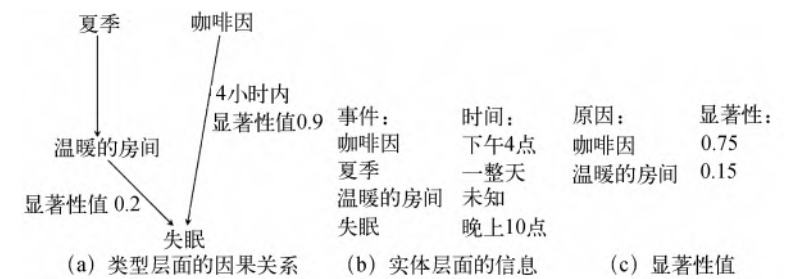 夏季
咖啡因
4小时内
显著性值0.9
温暖的房间
显著性值 0.2
失眠
(a) 类型层面的因果关系
事件： 时间：
咖啡因 下午4点
夏季 一整天
温暖的房间 未知
失眠 晚上10点
(b) 实体层面的信息
原因： 显著性：
咖啡因 0.75
温暖的房间 0.15
(c) 显著性值